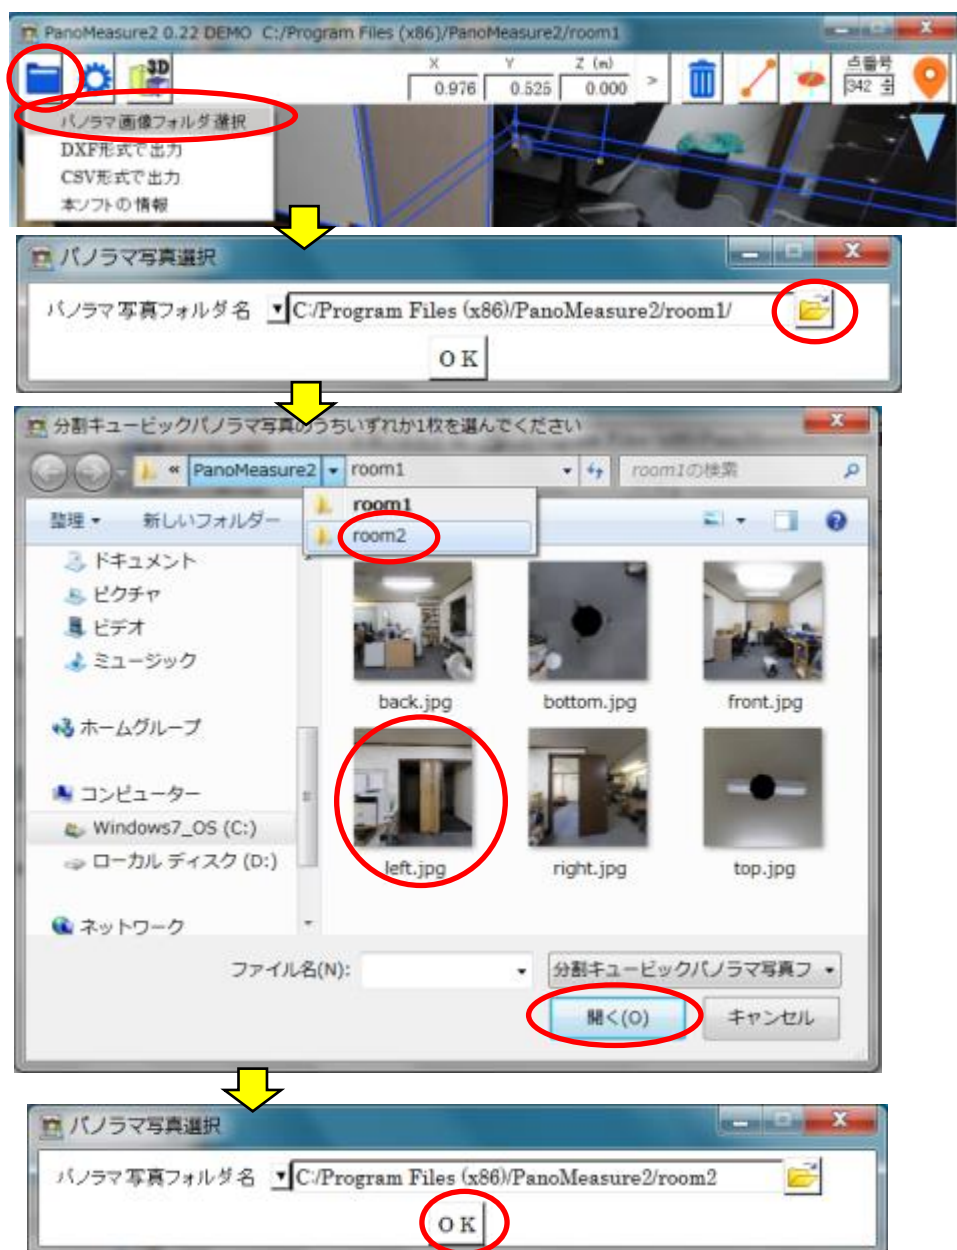 PanoMeasure2 0.22 DEMO C:/Program Files (x86)/PanoMeasure2/room1
3D
X Y Z (m)
0.976 0.525 0.000 >
点番号
342
パノラマ画像フォルダ選択
DXF形式で出力
CSV形式で出力
本ソフトの情報
パノラマ写真選択
パノラマ写真フォルダ名 C:/Program Files (x86)/PanoMeasure2/room1/
OK
分割キュービックパノラマ写真のうちいずれか1枚を選んでください
« PanoMeasure2 room1
room1の検索
整理 新しいフォルダー
room1
room2
ドキュメント
ピクチャ
ビデオ
ミュージック
ホームグループ
コンピューター
Windows7_OS (C:)
ローカル ディスク (D:)
ネットワーク
back.jpg bottom.jpg front.jpg
left.jpg right.jpg top.jpg
ファイル名(N):
分割キュービックパノラマ写真フ
開く(O) キャンセル
パノラマ写真選択
パノラマ写真フォルダ名 C:/Program Files (x86)/PanoMeasure2/room2
OK